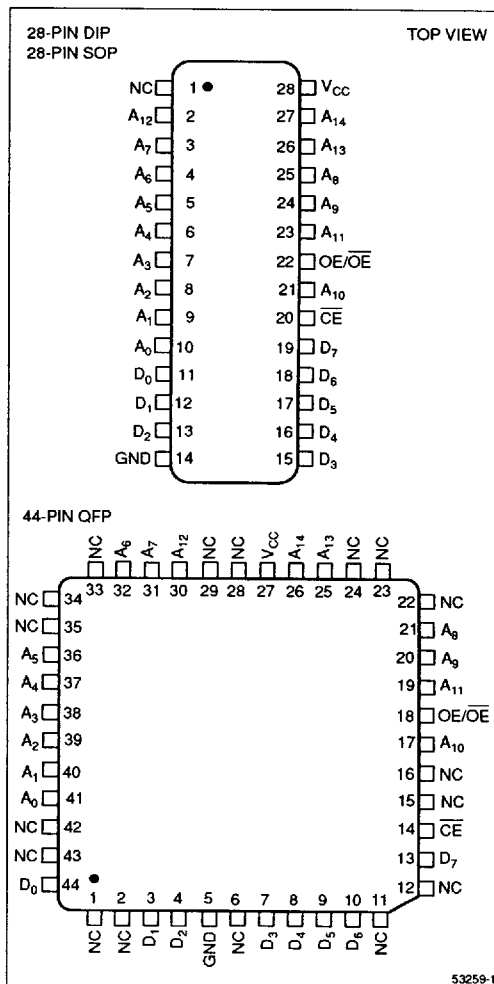 28-PIN DIP
28-PIN SOP
TOP VIEW
NC 1 28 VCC
A12 2 27 A14
A7 3 26 A13
A6 4 25 A8
A5 5 24 A9
A4 6 23 A11
A3 7 22 OE/O̅E̅
A2 8 21 A10
A1 9 20 C̅E̅
A0 10 19 D7
D0 11 18 D6
D1 12 17 D5
D2 13 16 D4
GND 14 15 D3
44-PIN QFP
NC A6 A7 A12 NC NC VCC A14 A13 NC NC
33 32 31 30 29 28 27 26 25 24 23
NC 34 22 NC
NC 35 21 A8
A5 36 20 A9
A4 37 19 A11
A3 38 18 OE/O̅E̅
A2 39 17 A10
A1 40 16 NC
A0 41 15 NC
NC 42 14 C̅E̅
NC 43 13 D7
D0 44 12 NC
1 2 3 4 5 6 7 8 9 10 11
NC NC D1 D2 GND NC D3 D4 D5 D6 NC
53259-1